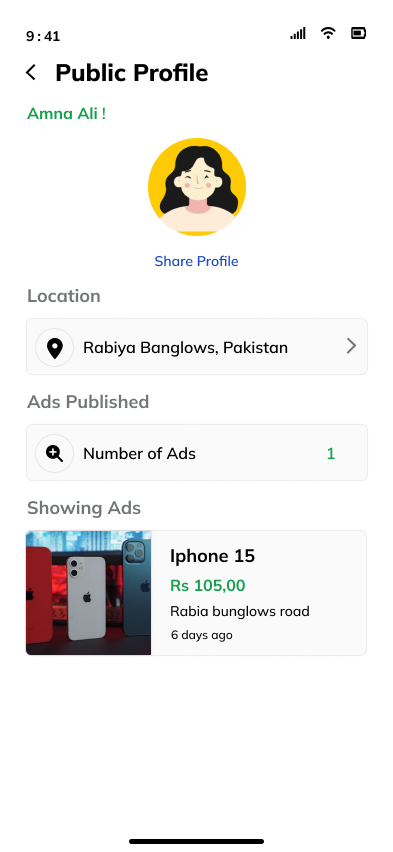 9:41
Public Profile
Amna Ali !
Share Profile
Location
Rabiya Banglows, Pakistan
Ads Published
Number of Ads
1
Showing Ads
Iphone 15
Rs 105,00
Rabia bunglows road
6 days ago